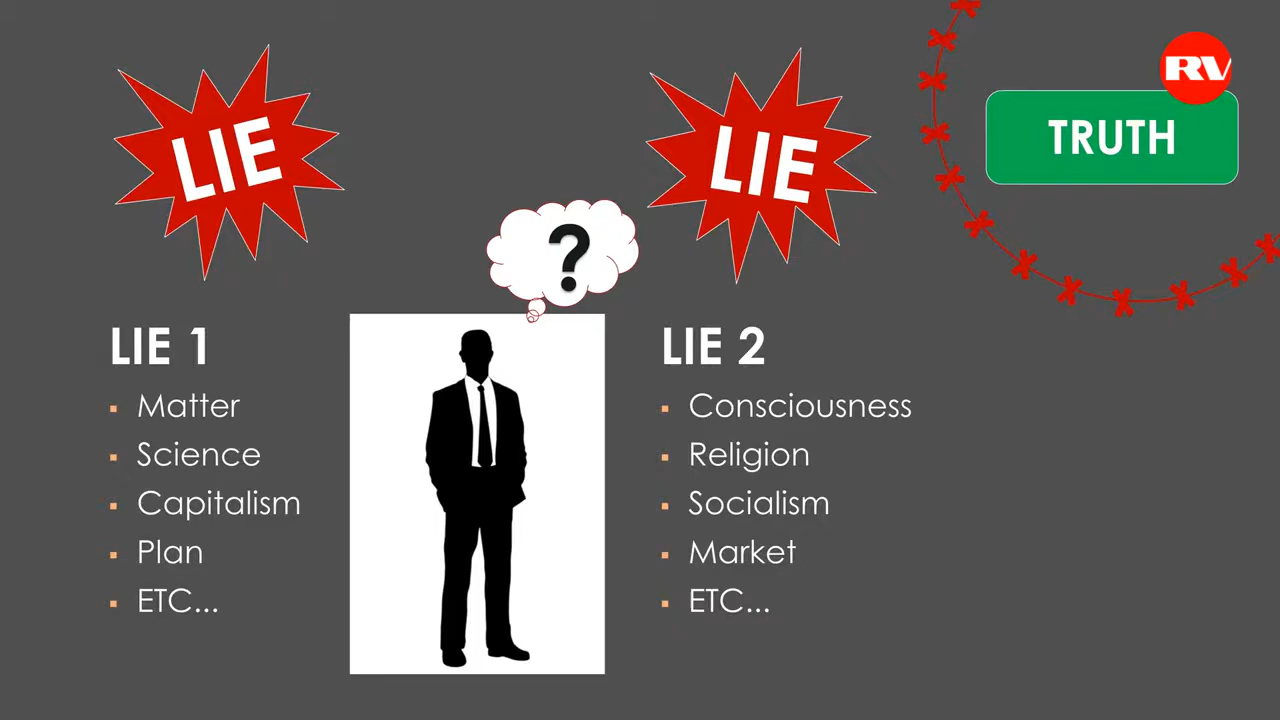 LIE
LIE
RV
TRUTH
?
LIE 1
▪ Matter
▪ Science
▪ Capitalism
▪ Plan
▪ ETC...
LIE 2
▪ Consciousness
▪ Religion
▪ Socialism
▪ Market
▪ ETC...